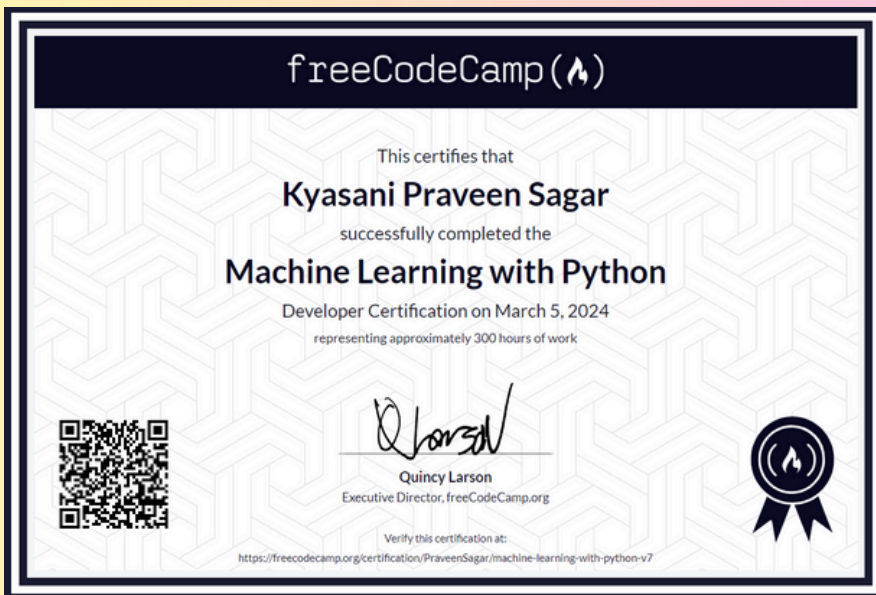 freeCodeCamp
This certifies that
Kyasani Praveen Sagar
successfully completed the
Machine Learning with Python
Developer Certification on March 5, 2024
representing approximately 300 hours of work
Q Larson
Quincy Larson
Executive Director, freeCodeCamp.org
Verify this certification at:
https://freecodecamp.org/certification/PraveenSagar/machine-learning-with-python-v7